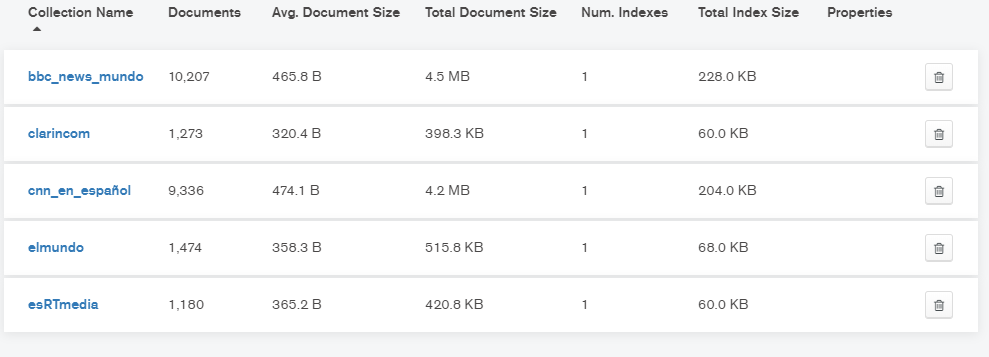 Collection Name Documents Avg. Document Size Total Document Size Num. Indexes Total Index Size Properties
bbc_news_mundo 10,207 465.8 B 4.5 MB 1 228.0 KB
clarincom 1,273 320.4 B 398.3 KB 1 60.0 KB
cnn_en_español 9,336 474.1 B 4.2 MB 1 204.0 KB
elmundo 1,474 358.3 B 515.8 KB 1 68.0 KB
esRTmedia 1,180 365.2 B 420.8 KB 1 60.0 KB